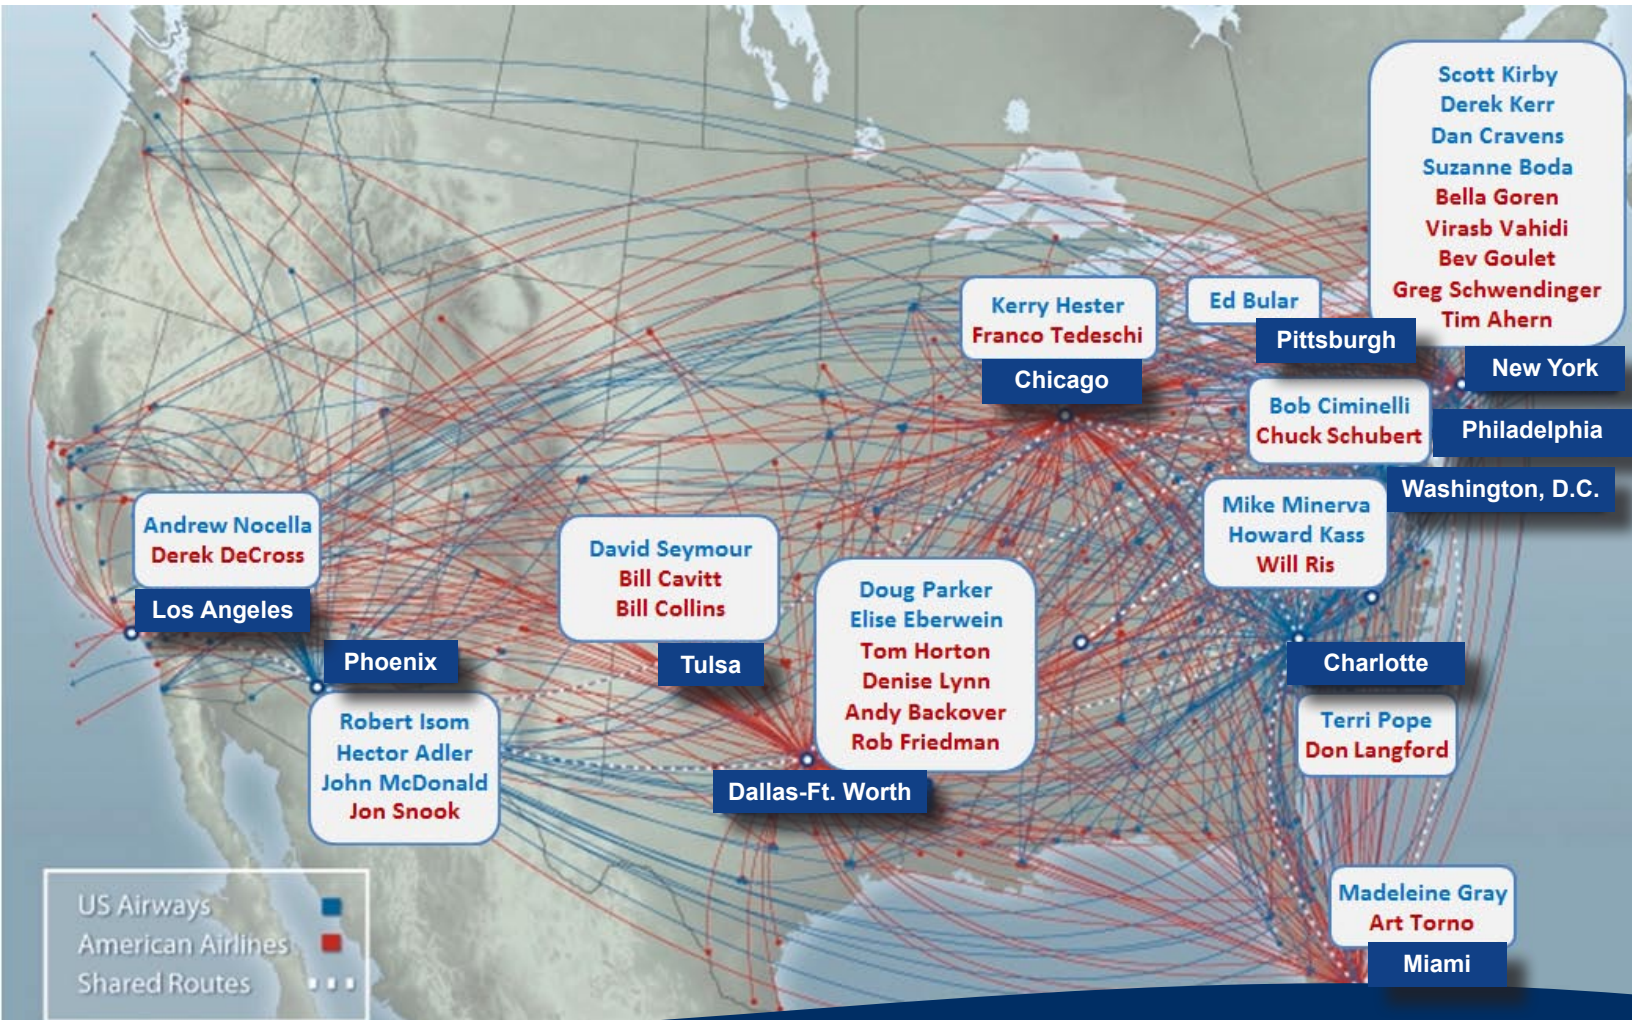 Scott Kirby
Derek Kerr
Dan Cravens
Suzanne Boda
Bella Goren
Virasb Vahidi
Bev Goulet
Greg Schwendinger
Tim Ahern
New York
Kerry Hester
Franco Tedeschi
Chicago
Ed Bular
Pittsburgh
Bob Ciminelli
Chuck Schubert
Philadelphia
Mike Minerva
Howard Kass
Will Ris
Washington, D.C.
Andrew Nocella
Derek DeCross
Los Angeles
David Seymour
Bill Cavitt
Bill Collins
Tulsa
Doug Parker
Elise Eberwein
Tom Horton
Denise Lynn
Andy Backover
Rob Friedman
Dallas-Ft. Worth
Phoenix
Robert Isom
Hector Adler
John McDonald
Jon Snook
Charlotte
Terri Pope
Don Langford
Madeleine Gray
Art Torno
Miami
US Airways
American Airlines
Shared Routes